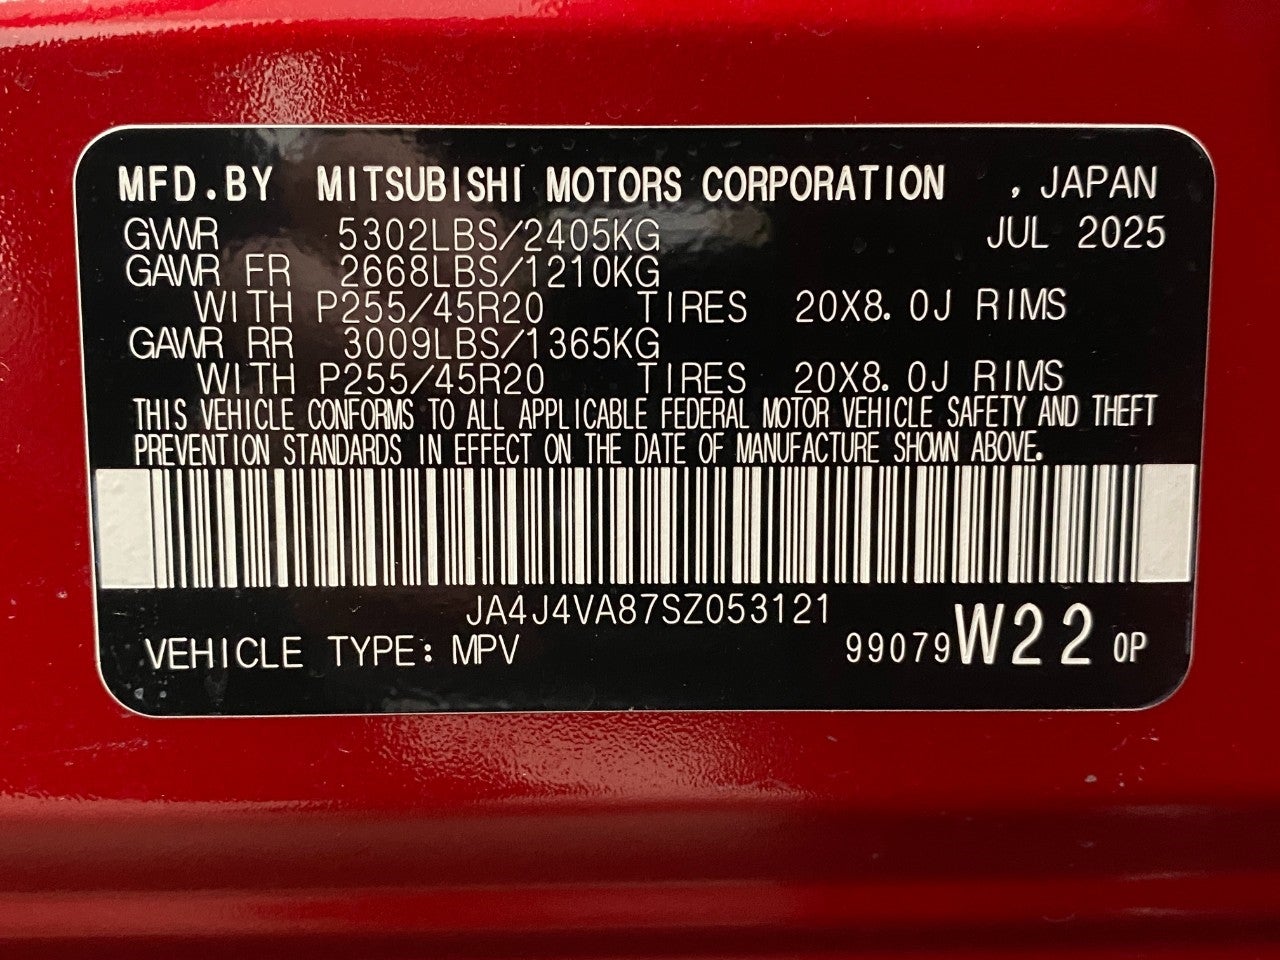 MFD.BY MITSUBISHI MOTORS CORPORATION , JAPAN
GVWR 5302LBS/2405KG JUL 2025
GAWR FR 2668LBS/1210KG
WITH P255/45R20 TIRES 20X8.0J RIMS
GAWR RR 3009LBS/1365KG
WITH P255/45R20 TIRES 20X8.0J RIMS
THIS VEHICLE CONFORMS TO ALL APPLICABLE FEDERAL MOTOR VEHICLE SAFETY AND THEFT
PREVENTION STANDARDS IN EFFECT ON THE DATE OF MANUFACTURE SHOWN ABOVE.
JA4J4VA87SZ053121
VEHICLE TYPE: MPV 99079 W22 0P